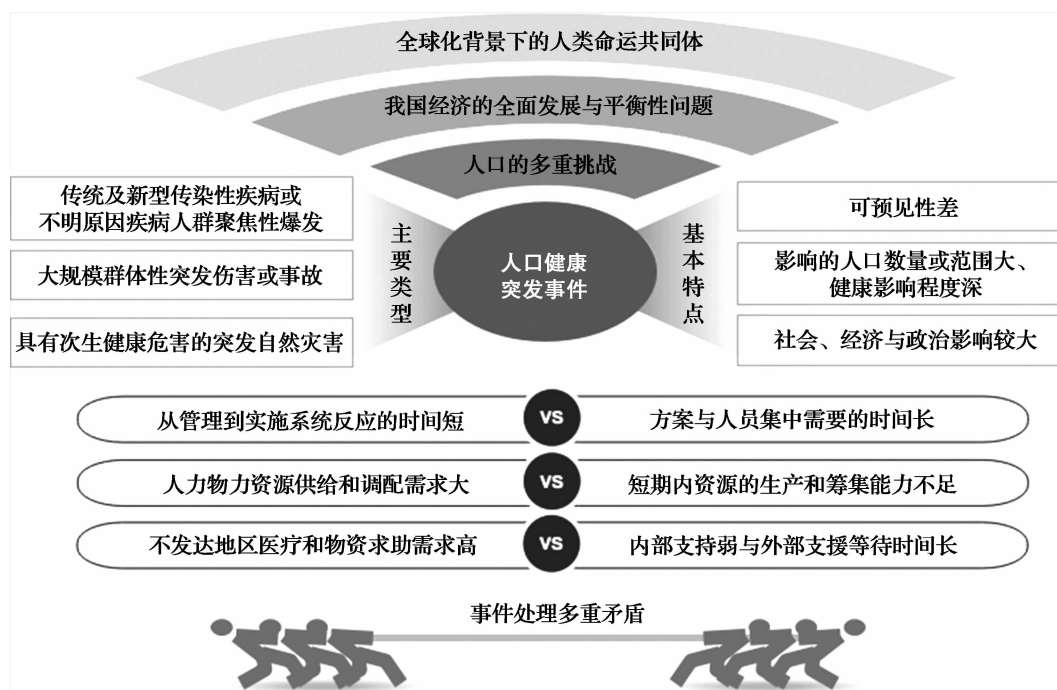 全球化背景下的人类命运共同体
我国经济的全面发展与平衡性问题
人口的多重挑战
传统及新型传染性疾病或
不明原因疾病人群聚焦性爆发
大规模群体性突发伤害或事故
具有次生健康危害的突发自然灾害
主要类型
人口健康
突发事件
基本特点
可预见性差
影响的人口数量或范围大、
健康影响程度深
社会、经济与政治影响较大
从管理到实施系统反应的时间短
VS
方案与人员集中需要的时间长
人力物力资源供给和调配需求大
VS
短期内资源的生产和筹集能力不足
不发达地区医疗和物资求助需求高
VS
内部支持弱与外部支援等待时间长
事件处理多重矛盾